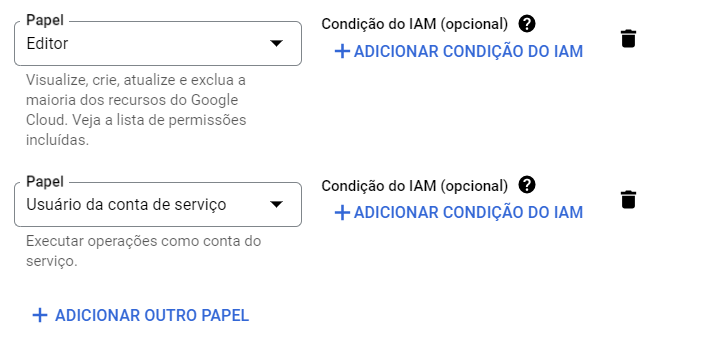 Papel
Condição do IAM (opcional)
Editor
ADICIONAR CONDIÇÃO DO IAM
Visualize, crie, atualize e exclua a
maioria dos recursos do Google
Cloud. Veja a lista de permissões
incluídas.
Papel
Condição do IAM (opcional)
Usuário da conta de serviço
ADICIONAR CONDIÇÃO DO IAM
Executar operações como conta do
serviço.
ADICIONAR OUTRO PAPEL